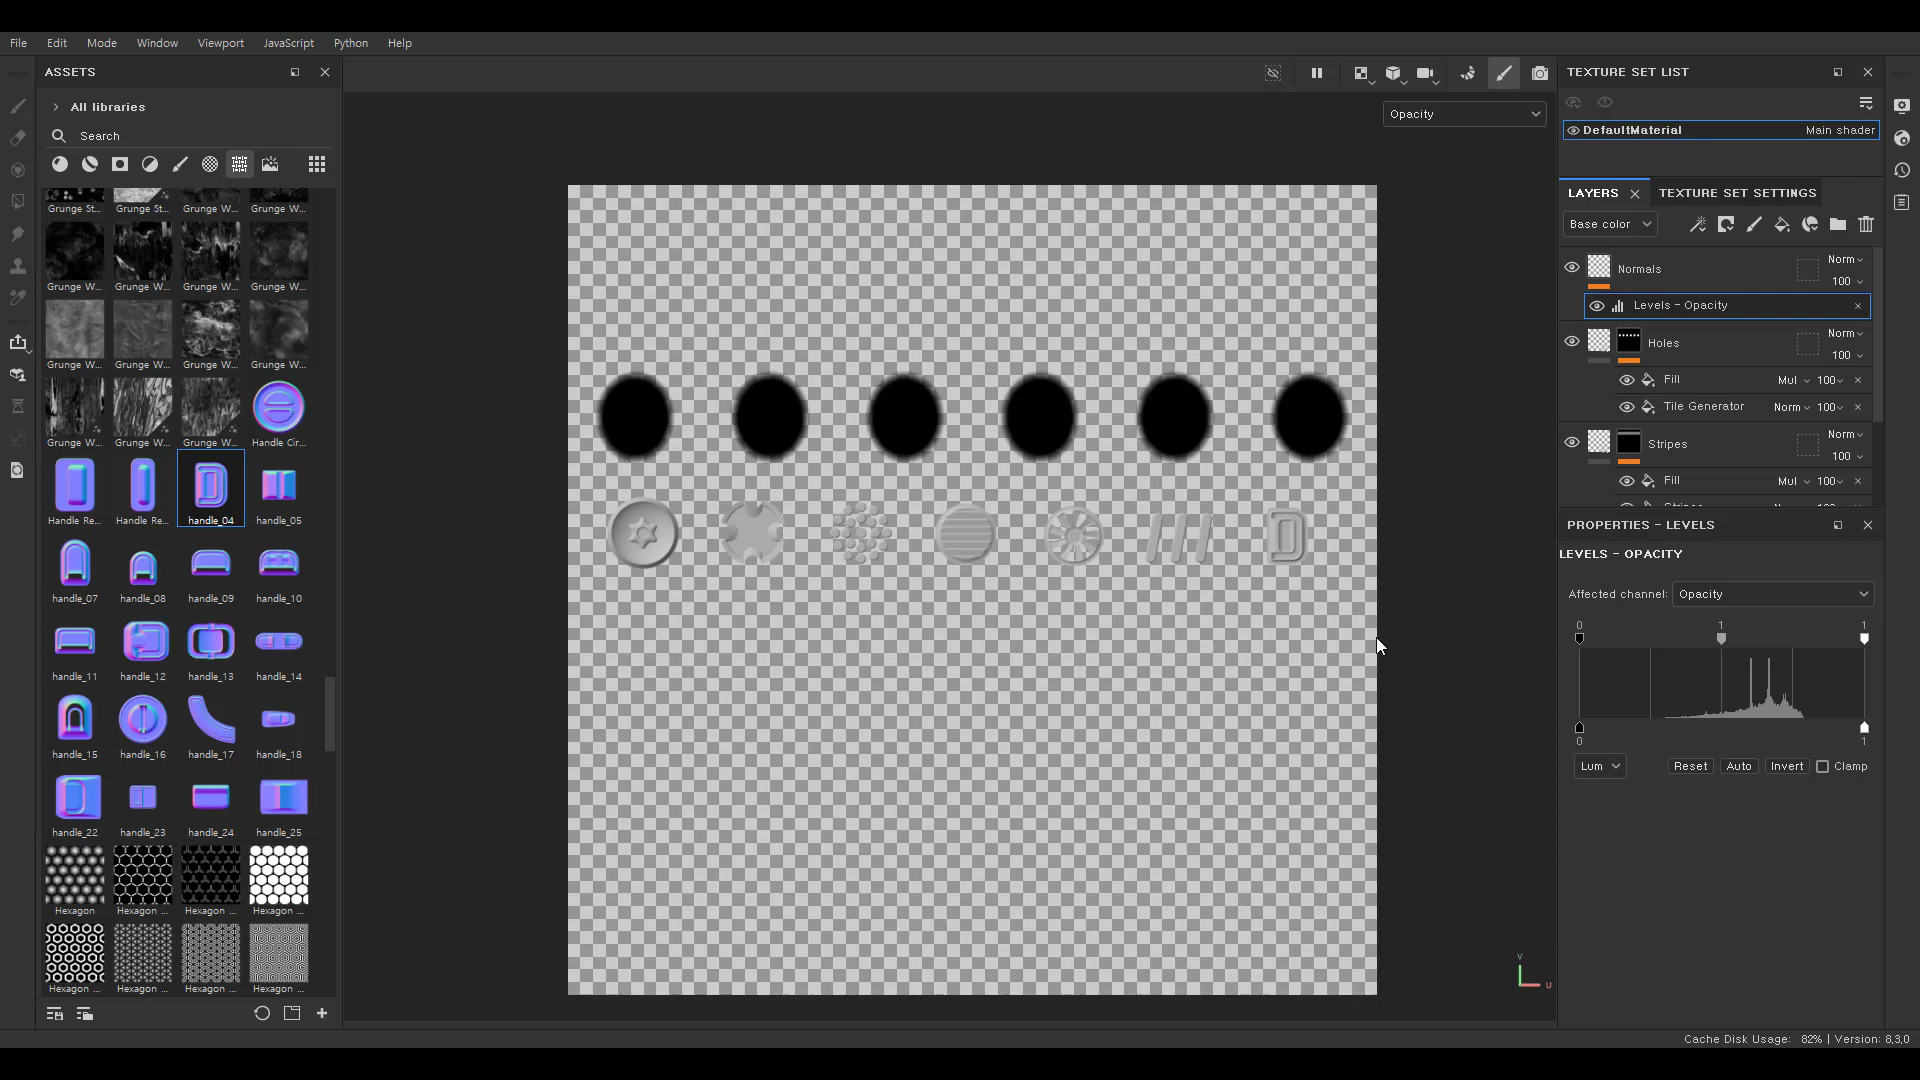 File Edit Mode Window Viewport JavaScript Python Help
ASSETS
All libraries
Search
Grunge St... Grunge St... Grunge W... Grunge W...
Grunge W... Grunge W... Grunge W... Grunge W...
Grunge W... Grunge W... Grunge W... Grunge W...
Grunge W... Grunge W... Grunge W... Handle Cir...
Handle Re... Handle Re... handle_04 handle_05
handle_07 handle_08 handle_09 handle_10
handle_11 handle_12 handle_13 handle_14
handle_15 handle_16 handle_17 handle_18
handle_22 handle_23 handle_24 handle_25
Hexagon Hexagon ... Hexagon ... Hexagon ...
Hexagon ... Hexagon ... Hexagon ... Hexagon ...
Opacity
V
U
TEXTURE SET LIST
DefaultMaterial Main shader
LAYERS TEXTURE SET SETTINGS
Base color
Normals Norm
100
Levels - Opacity
Holes Norm
100
Fill Mul 100
Tile Generator Norm 100
Stripes Norm
100
Fill Mul 100
PROPERTIES - LEVELS
LEVELS - OPACITY
Affected channel: Opacity
0 1 1
0 1
Lum Reset Auto Invert Clamp
Cache Disk Usage: 82% | Version: 8.3.0